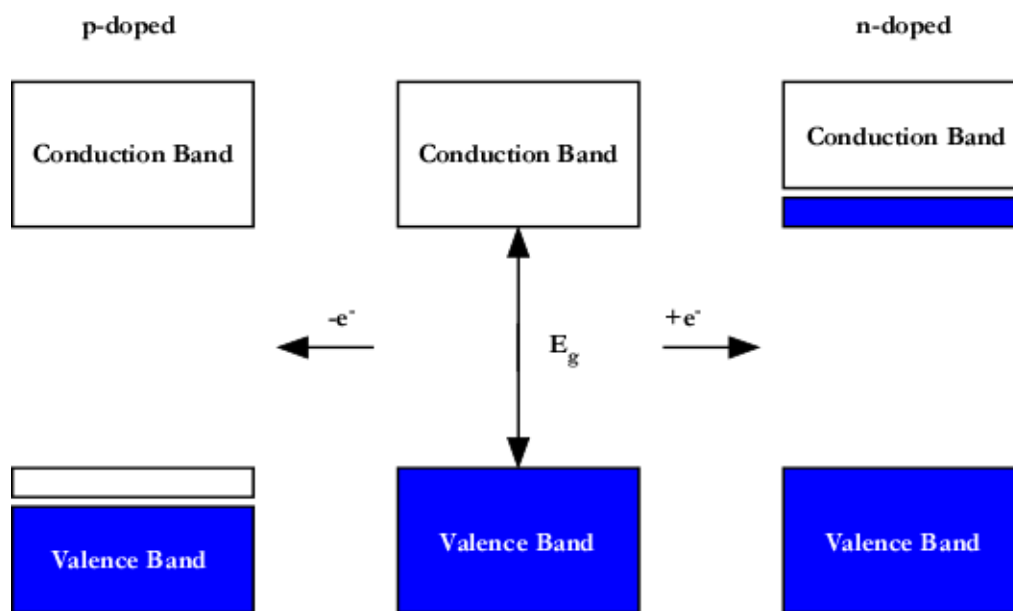 p-doped
n-doped
Conduction Band
Conduction Band
Conduction Band
-e⁻
E_g
+e⁻
Valence Band
Valence Band
Valence Band